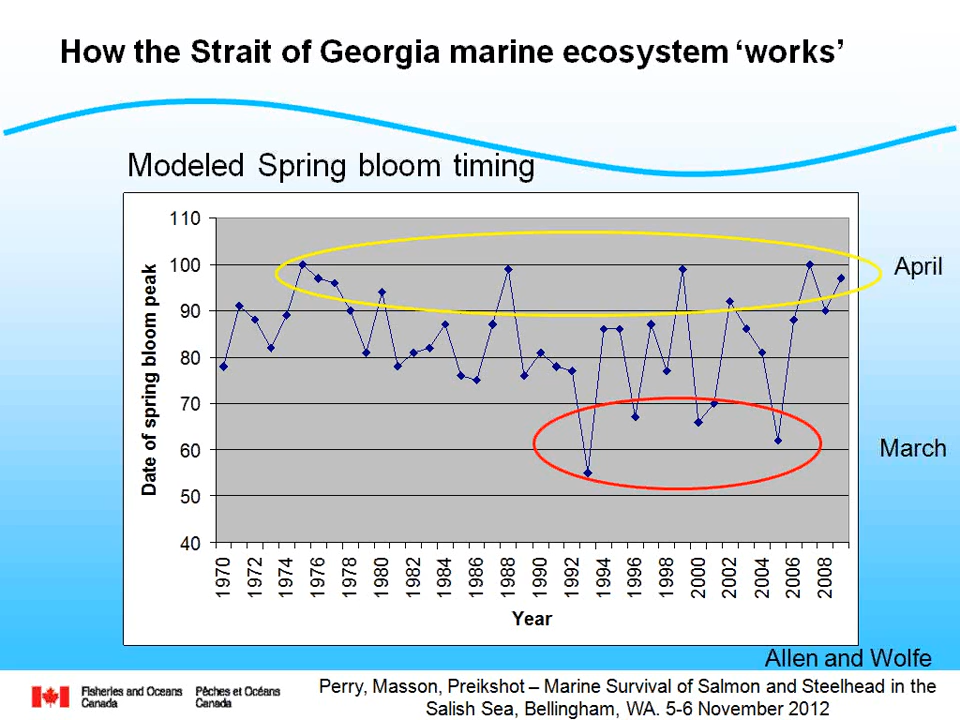 How the Strait of Georgia marine ecosystem ‘works’
Modeled Spring bloom timing
110
100
90
80
70
60
50
40
Date of spring bloom peak
1970
1972
1974
1976
1978
1980
1982
1984
1986
1988
1990
1992
1994
1996
1998
2000
2002
2004
2006
2008
Year
April
March
Allen and Wolfe
Fisheries and Oceans
Canada
Pêches et Océans
Canada
Perry, Masson, Preikshot – Marine Survival of Salmon and Steelhead in the
Salish Sea, Bellingham, WA. 5-6 November 2012